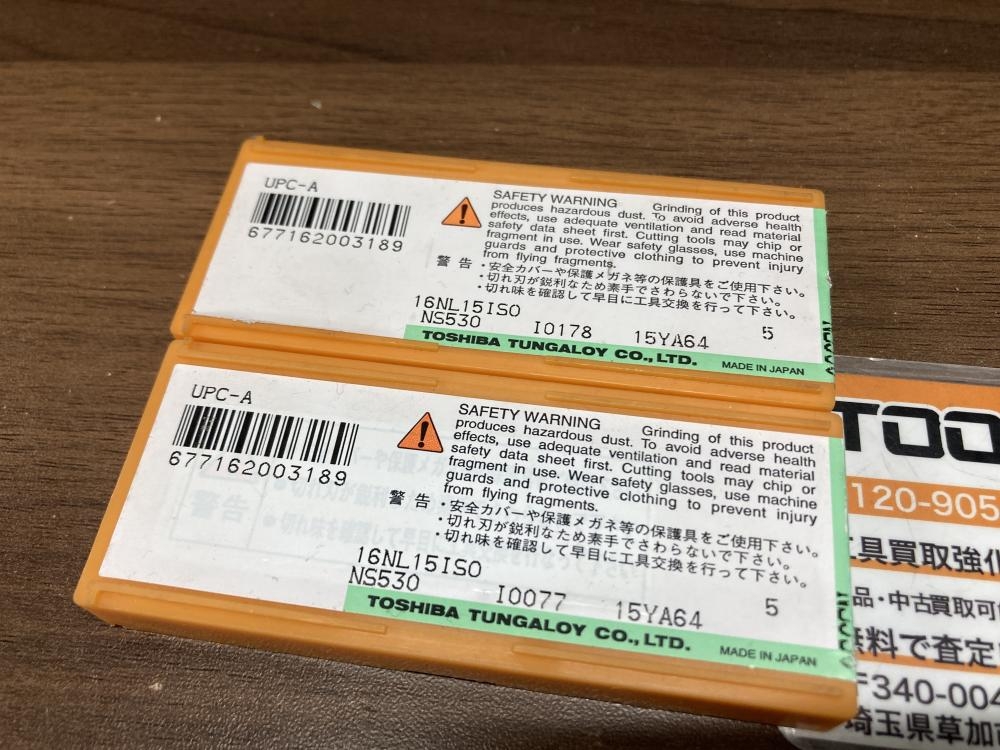 UPC-A
677162003189
SAFETY WARNING Grinding of this product
produces hazardous dust. To avoid adverse health
effects, use adequate ventilation and read material
safety data sheet first. Cutting tools may chip or
fragment in use. Wear safety glasses, use machine
guards and protective clothing to prevent injury
from flying fragments.
警告・安全カバーや保護メガネ等の保護具をご使用下さい。
・切れ刃が鋭利なため素手でさわらないで下さい。
・切れ味を確認して早目に工具交換を行って下さい。
16NL15ISO
NS530 I0178 15YA64 5
TOSHIBA TUNGALOY CO., LTD. MADE IN JAPAN
UPC-A
677162003189
SAFETY WARNING Grinding of this product
produces hazardous dust. To avoid adverse health
effects, use adequate ventilation and read material
safety data sheet first. Cutting tools may chip or
fragment in use. Wear safety glasses, use machine
guards and protective clothing to prevent injury
from flying fragments.
警告・安全カバーや保護メガネ等の保護具をご使用下さい。
・切れ刃が鋭利なため素手でさわらないで下さい。
・切れ味を確認して早目に工具交換を行って下さい。
16NL15ISO
NS530 I0077 15YA64 5
TOSHIBA TUNGALOY CO., LTD. MADE IN JAPAN
TOO
120-905
具買取強化
品・中古買取可
無料で査定
〒340-004
埼玉県草加